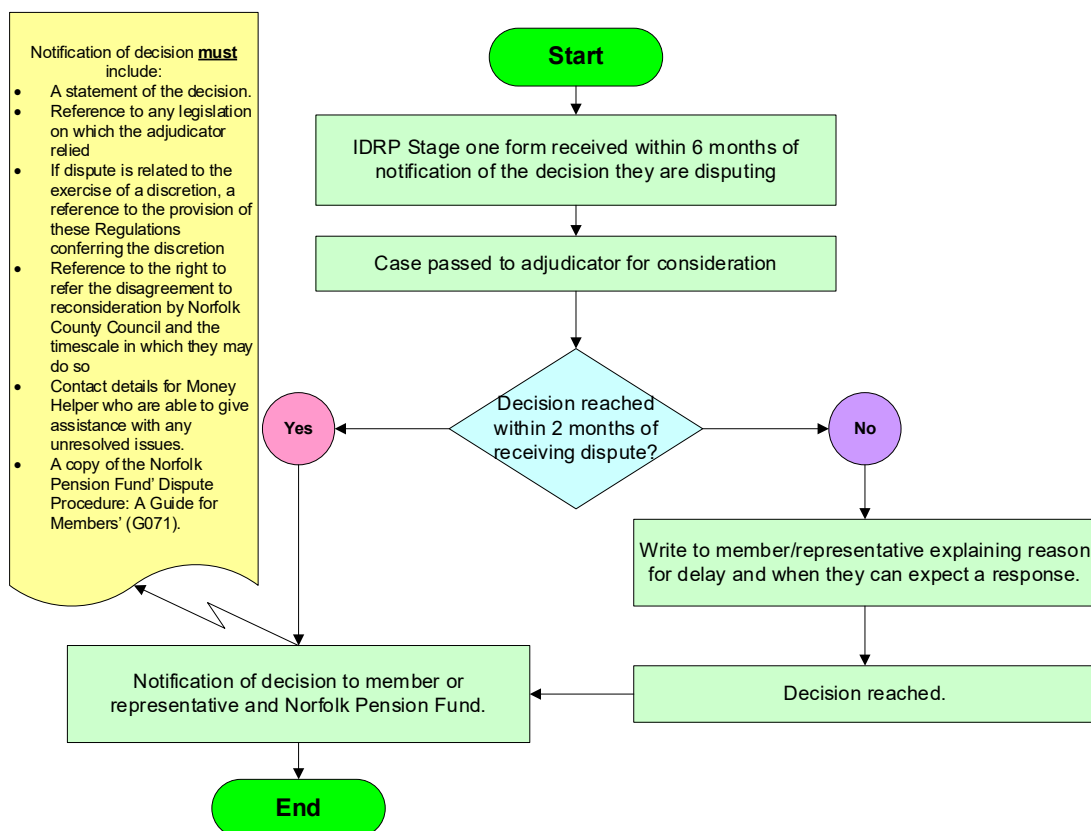 Notification of decision must
include:
• A statement of the decision.
• Reference to any legislation
on which the adjudicator
relied
• If dispute is related to the
exercise of a discretion, a
reference to the provision of
these Regulations
conferring the discretion
• Reference to the right to
refer the disagreement to
reconsideration by Norfolk
County Council and the
timescale in which they may
do so
• Contact details for Money
Helper who are able to give
assistance with any
unresolved issues.
• A copy of the Norfolk
Pension Fund' Dispute
Procedure: A Guide for
Members' (G071).
Start
IDRP Stage one form received within 6 months of
notification of the decision they are disputing
Case passed to adjudicator for consideration
Decision reached
within 2 months of
receiving dispute?
Yes
No
Write to member/representative explaining reason
for delay and when they can expect a response.
Decision reached.
Notification of decision to member or
representative and Norfolk Pension Fund.
End